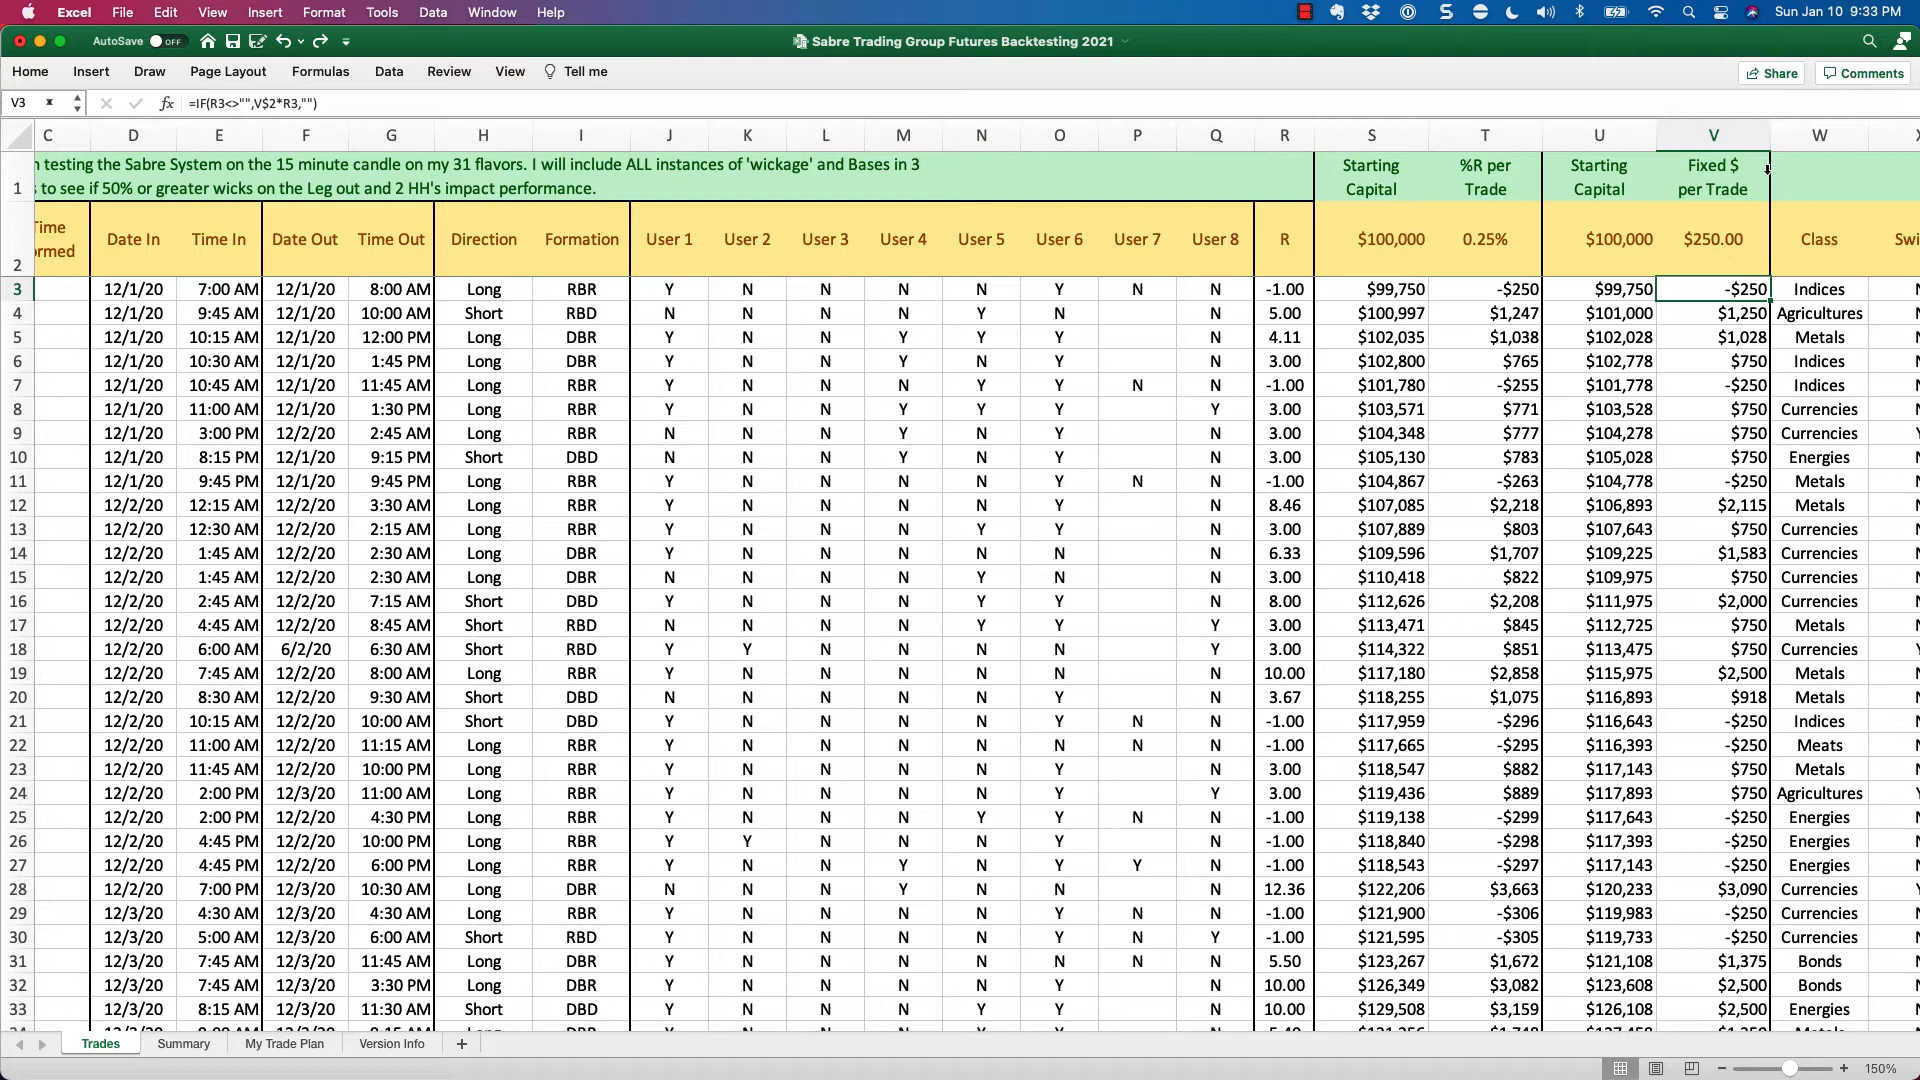 Excel File Edit View Insert Format Tools Data Window Help Sun Jan 10 9:33 PM
AutoSave OFF Sabre Trading Group Futures Backtesting 2021
Home Insert Draw Page Layout Formulas Data Review View Tell me Share Comments
V3 fx =IF(R3<>"",V$2*R3,"")
C D E F G H I J K L M N O P Q R S T U V W
1 testing the Sabre System on the 15 minute candle on my 31 flavors. I will include ALL instances of 'wickage' and Bases in 3
to see if 50% or greater wicks on the Leg out and 2 HH's impact performance.
Starting Capital %R per Trade Starting Capital Fixed $ per Trade
2 Date In Time In Date Out Time Out Direction Formation User 1 User 2 User 3 User 4 User 5 User 6 User 7 User 8 R $100,000 0.25% $100,000 $250.00 Class
3 12/1/20 7:00 AM 12/1/20 8:00 AM Long RBR Y N N N N Y N N -1.00 $99,750 -$250 $99,750 -$250 Indices
4 12/1/20 9:45 AM 12/1/20 10:00 AM Short RBD N N N N Y N N 5.00 $100,997 $1,247 $101,000 $1,250 Agricultures
5 12/1/20 10:15 AM 12/1/20 12:00 PM Long DBR Y N N Y Y Y N 4.11 $102,035 $1,038 $102,028 $1,028 Metals
6 12/1/20 10:30 AM 12/1/20 1:45 PM Long DBR Y N N Y N Y N 3.00 $102,800 $765 $102,778 $750 Indices
7 12/1/20 10:45 AM 12/1/20 11:45 AM Long RBR Y N N N Y Y N N -1.00 $101,780 -$255 $101,778 -$250 Indices
8 12/1/20 11:00 AM 12/1/20 1:30 PM Long RBR Y N N Y Y Y Y 3.00 $103,571 $771 $103,528 $750 Currencies
9 12/1/20 3:00 PM 12/2/20 2:45 AM Long RBR N N N Y N Y N 3.00 $104,348 $777 $104,278 $750 Currencies
10 12/1/20 8:15 PM 12/1/20 9:15 PM Short DBD N N N Y N Y N 3.00 $105,130 $783 $105,028 $750 Energies
11 12/1/20 9:45 PM 12/1/20 9:45 PM Long RBR Y N N N N Y N N -1.00 $104,867 -$263 $104,778 -$250 Metals
12 12/2/20 12:15 AM 12/2/20 3:30 AM Long RBR Y N N N N Y N 8.46 $107,085 $2,218 $106,893 $2,115 Metals
13 12/2/20 12:30 AM 12/2/20 2:15 AM Long RBR Y N N N Y Y N 3.00 $107,889 $803 $107,643 $750 Currencies
14 12/2/20 1:45 AM 12/2/20 2:30 AM Long DBR Y N N N N N N 6.33 $109,596 $1,707 $109,225 $1,583 Currencies
15 12/2/20 1:45 AM 12/2/20 2:30 AM Long DBR N N N N Y N N 3.00 $110,418 $822 $109,975 $750 Currencies
16 12/2/20 2:45 AM 12/2/20 7:15 AM Short DBD Y N N N Y Y N 8.00 $112,626 $2,208 $111,975 $2,000 Currencies
17 12/2/20 4:45 AM 12/2/20 8:45 AM Short RBD N N N N Y Y Y 3.00 $113,471 $845 $112,725 $750 Metals
18 12/2/20 6:00 AM 6/2/20 6:30 AM Short RBD Y Y N N N N Y 3.00 $114,322 $851 $113,475 $750 Currencies
19 12/2/20 7:45 AM 12/2/20 8:00 AM Long RBR Y N N N N N N 10.00 $117,180 $2,858 $115,975 $2,500 Metals
20 12/2/20 8:30 AM 12/2/20 9:30 AM Short DBD N N N N N Y N 3.67 $118,255 $1,075 $116,893 $918 Metals
21 12/2/20 10:15 AM 12/2/20 10:00 AM Short DBD Y N N N N Y N N -1.00 $117,959 -$296 $116,643 -$250 Indices
22 12/2/20 11:00 AM 12/2/20 11:15 AM Long RBR Y N N N N N N N -1.00 $117,665 -$295 $116,393 -$250 Meats
23 12/2/20 11:45 AM 12/2/20 10:00 PM Long RBR Y N N N N Y N 3.00 $118,547 $882 $117,143 $750 Metals
24 12/2/20 2:00 PM 12/3/20 11:00 AM Long RBR Y N N N N Y Y 3.00 $119,436 $889 $117,893 $750 Agricultures
25 12/2/20 2:00 PM 12/2/20 4:30 PM Long RBR Y N N N Y Y N N -1.00 $119,138 -$299 $117,643 -$250 Energies
26 12/2/20 4:45 PM 12/2/20 10:00 PM Long RBR Y Y N N N Y N -1.00 $118,840 -$298 $117,393 -$250 Energies
27 12/2/20 4:45 PM 12/2/20 6:00 PM Long RBR Y N N Y N Y Y N -1.00 $118,543 -$297 $117,143 -$250 Energies
28 12/2/20 7:00 PM 12/3/20 10:30 AM Long DBR N N N Y N N N 12.36 $122,206 $3,663 $120,233 $3,090 Currencies
29 12/3/20 4:30 AM 12/3/20 4:30 AM Long RBR Y N N N N Y N N -1.00 $121,900 -$306 $119,983 -$250 Currencies
30 12/3/20 5:00 AM 12/3/20 6:00 AM Short RBD Y N N N N Y N Y -1.00 $121,595 -$305 $119,733 -$250 Currencies
31 12/3/20 7:45 AM 12/3/20 11:45 AM Long DBR Y N N N N N N N 5.50 $123,267 $1,672 $121,108 $1,375 Bonds
32 12/3/20 7:45 AM 12/3/20 3:30 PM Long DBR Y N N N N Y N 10.00 $126,349 $3,082 $123,608 $2,500 Bonds
33 12/3/20 8:15 AM 12/3/20 11:30 AM Short DBD Y N N N Y Y N 10.00 $129,508 $3,159 $126,108 $2,500 Energies
Trades Summary My Trade Plan Version Info
150%